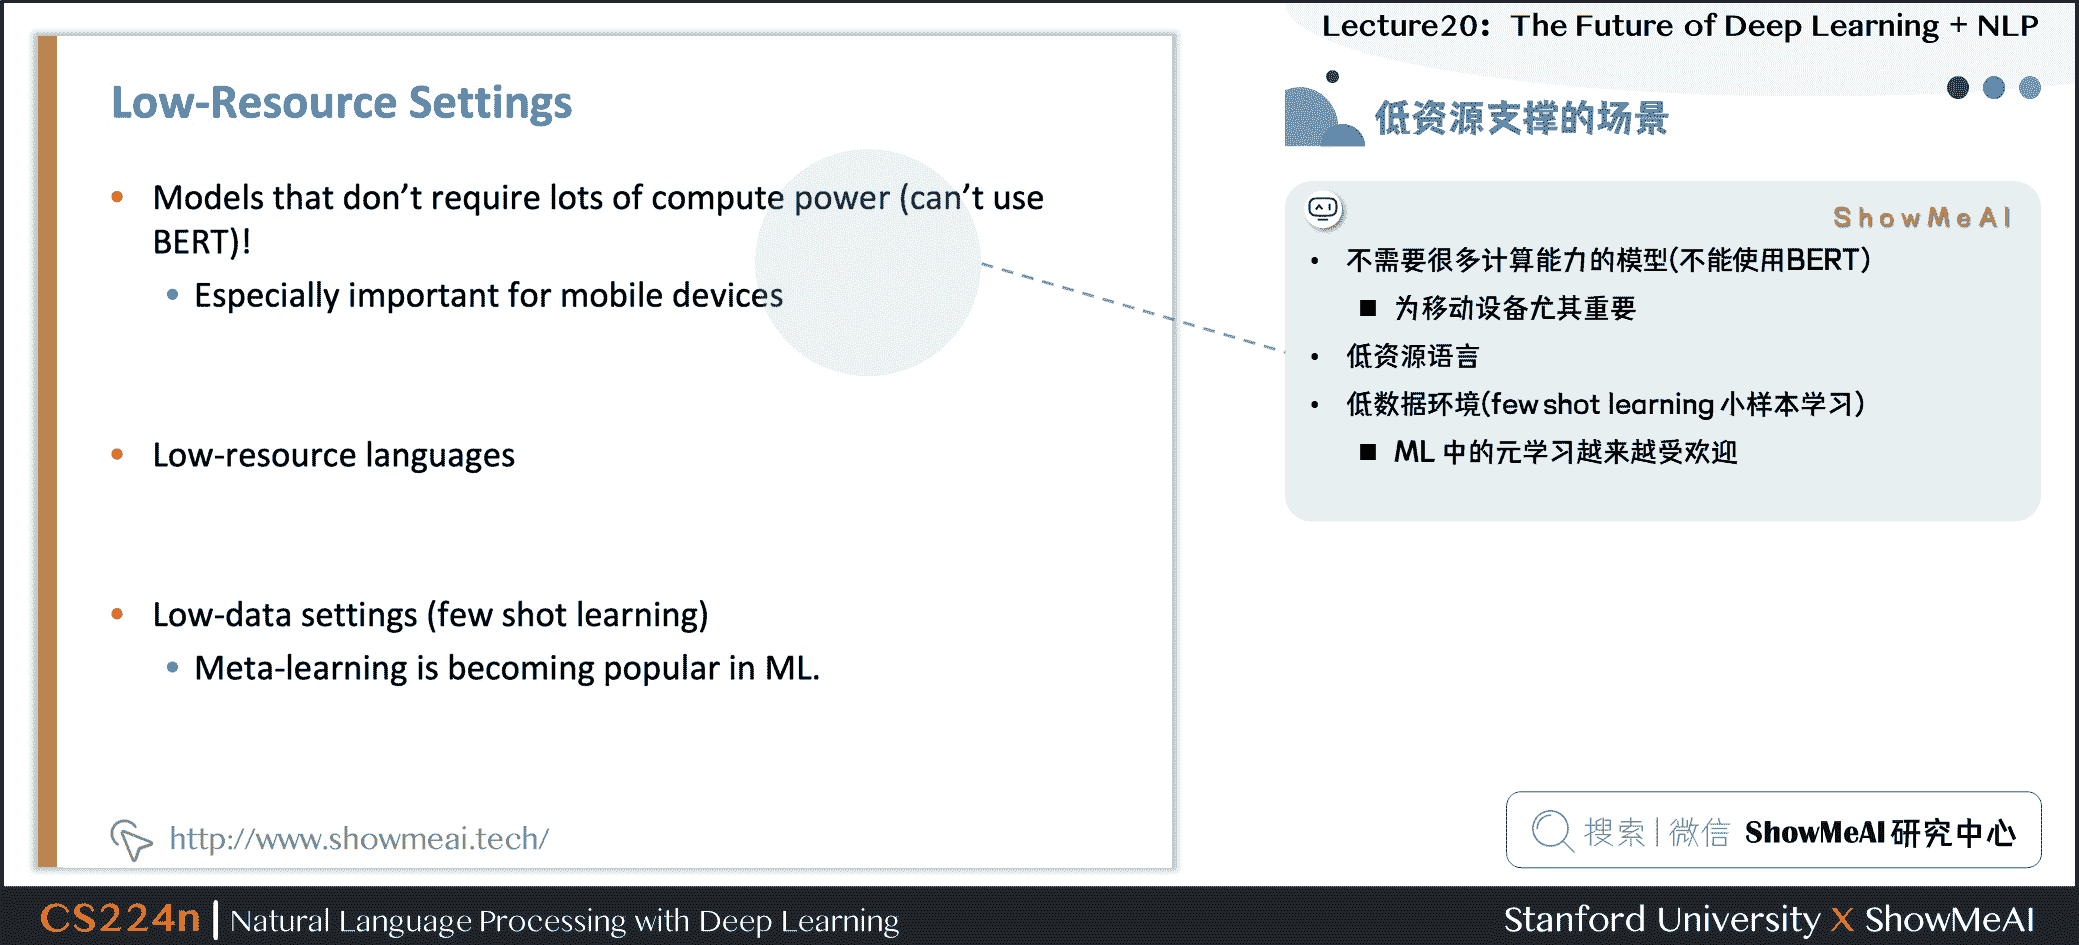 Lecture20: The Future of Deep Learning + NLP
Low-Resource Settings
Models that don't require lots of compute power (can't use
BERT)!
Especially important for mobile devices
Low-resource languages
Low-data settings (few shot learning)
Meta-learning is becoming popular in ML.
http://www.showmeai.tech/
低资源支撑的场景
ShowMeAI
不需要很多计算能力的模型(不能使用BERT)
为移动设备尤其重要
低资源语言
低数据环境(few shot learning 小样本学习)
ML 中的元学习越来越受欢迎
搜索 | 微信 ShowMeAI 研究中心
CS224n | Natural Language Processing with Deep Learning
Stanford University X ShowMeAI